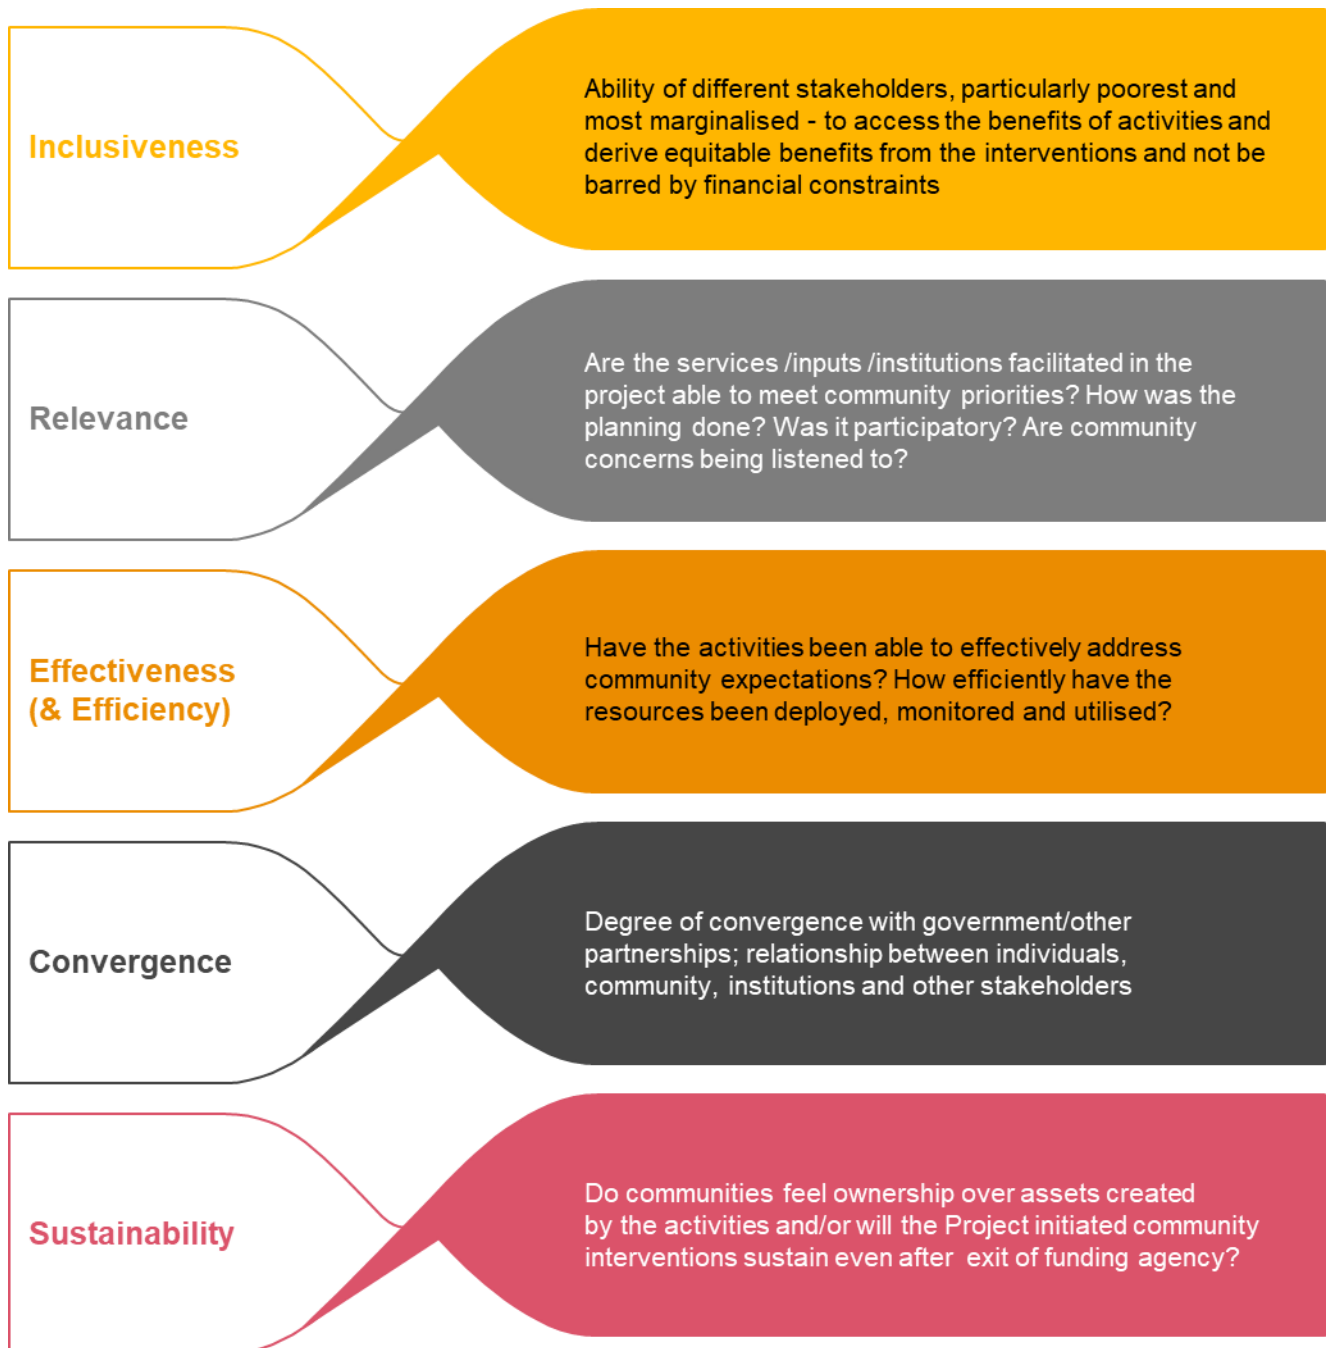 Inclusiveness
Ability of different stakeholders, particularly poorest and
most marginalised - to access the benefits of activities and
derive equitable benefits from the interventions and not be
barred by financial constraints
Relevance
Are the services /inputs /institutions facilitated in the
project able to meet community priorities? How was the
planning done? Was it participatory? Are community
concerns being listened to?
Effectiveness
(& Efficiency)
Have the activities been able to effectively address
community expectations? How efficiently have the
resources been deployed, monitored and utilised?
Convergence
Degree of convergence with government/other
partnerships; relationship between individuals,
community, institutions and other stakeholders
Sustainability
Do communities feel ownership over assets created
by the activities and/or will the Project initiated community
interventions sustain even after exit of funding agency?